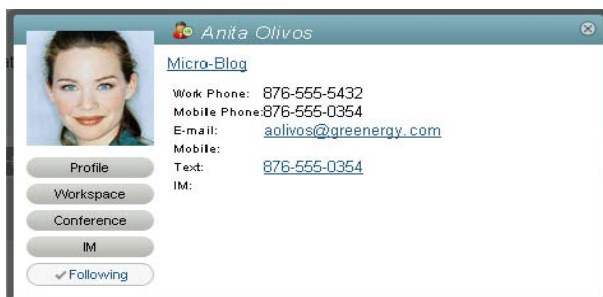 Anita Olivos
Micro-Blog
Work Phone: 876-555-5432
Mobile Phone:876-555-0354
E-mail: aolivos@greenergy.com
Mobile:
Text: 876-555-0354
IM:
Profile
Workspace
Conference
IM
Following